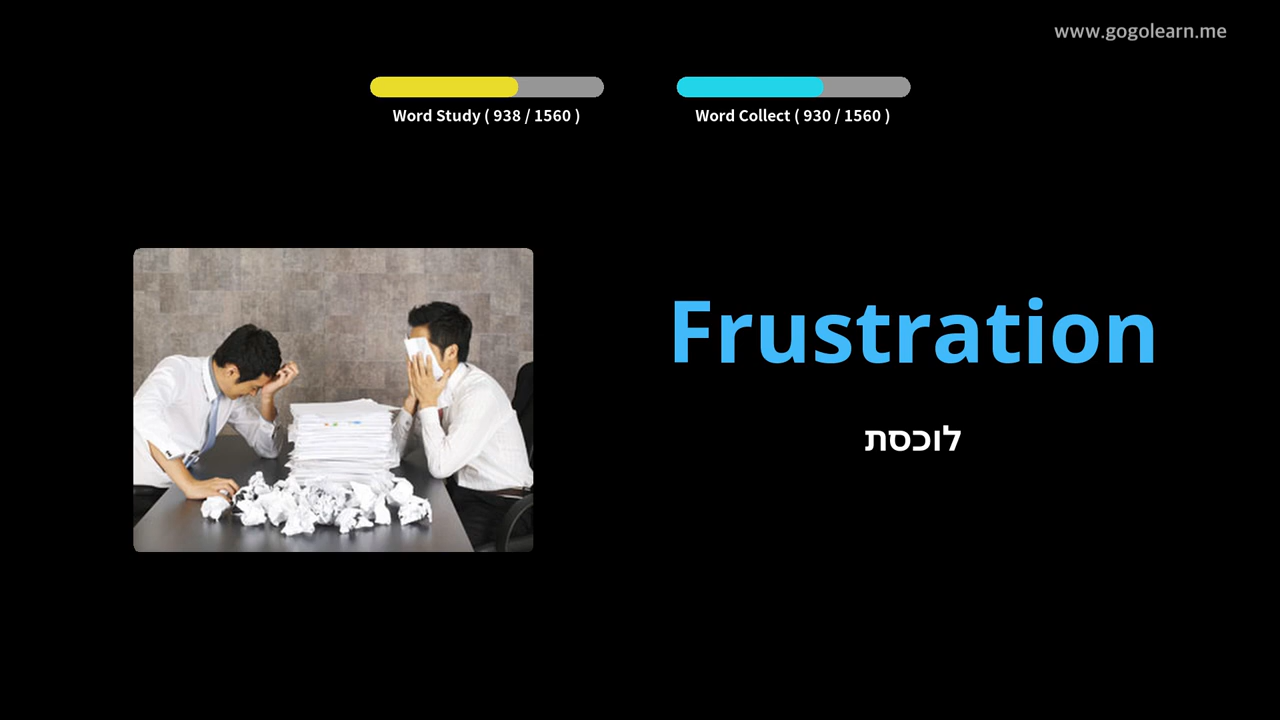 www.gogolearn.me
Word Study ( 938 / 1560 )
Word Collect ( 930 / 1560 )
Frustration
לוכסת